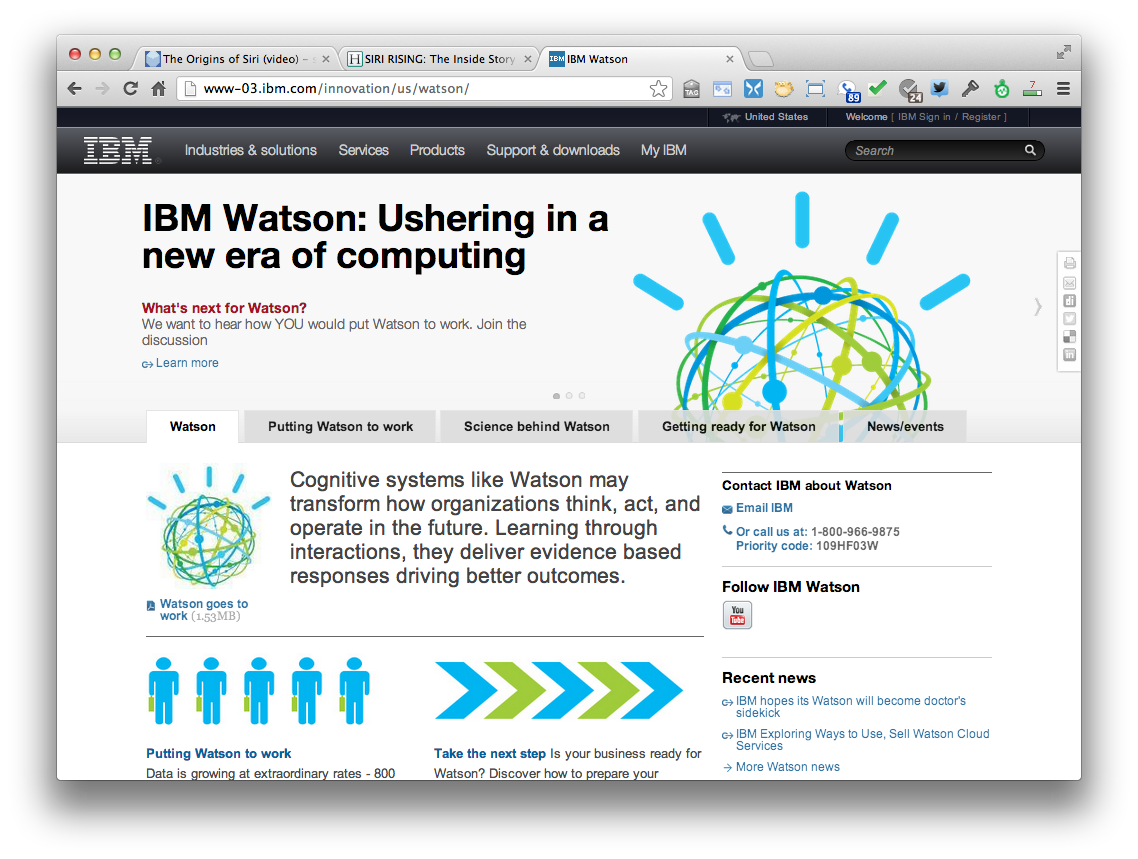 The Origins of Siri (video) –
SIRI RISING: The Inside Story
IBM IBM Watson
www-03.ibm.com/innovation/us/watson/
TAG
89
24
7
United States
Welcome [ IBM Sign in / Register ]
IBM®
Industries & solutions
Services
Products
Support & downloads
My IBM
Search
IBM Watson: Ushering in a
new era of computing
What's next for Watson?
We want to hear how YOU would put Watson to work. Join the
discussion
Learn more
Watson
Putting Watson to work
Science behind Watson
Getting ready for Watson
News/events
Cognitive systems like Watson may
transform how organizations think, act, and
operate in the future. Learning through
interactions, they deliver evidence based
responses driving better outcomes.
Watson goes to
work (1.53MB)
Putting Watson to work
Data is growing at extraordinary rates - 800
Take the next step Is your business ready for
Watson? Discover how to prepare your
Contact IBM about Watson
Email IBM
Or call us at: 1-800-966-9875
Priority code: 109HF03W
Follow IBM Watson
You
Tube
Recent news
IBM hopes its Watson will become doctor's
sidekick
IBM Exploring Ways to Use, Sell Watson Cloud
Services
More Watson news